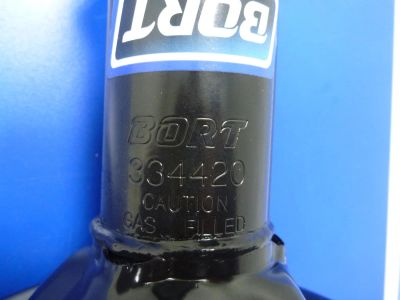 BORT
BORT
334420
CAUTION
GAS FILLED